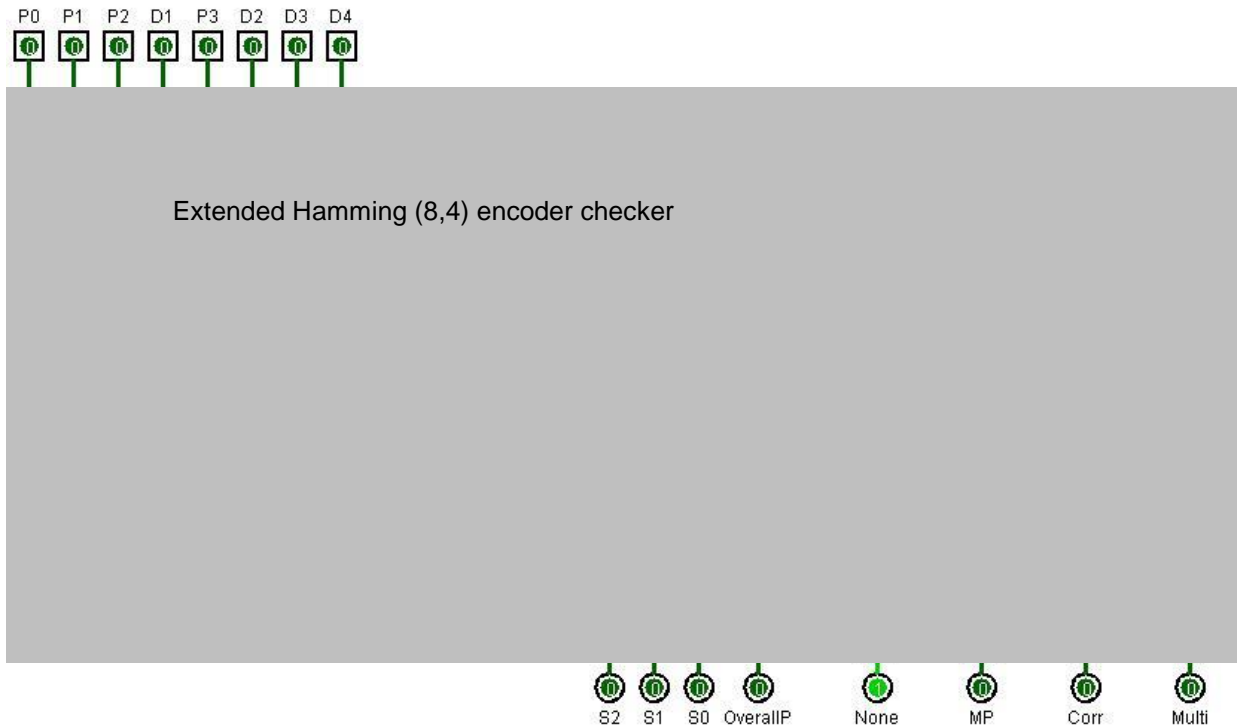 P0 P1 P2 D1 P3 D2 D3 D4
0 0 0 0 0 0 0 0
Extended Hamming (8,4) encoder checker
0 0 0 0 1 0 0 0
S2 S1 S0 OverallP None MP Corr Multi